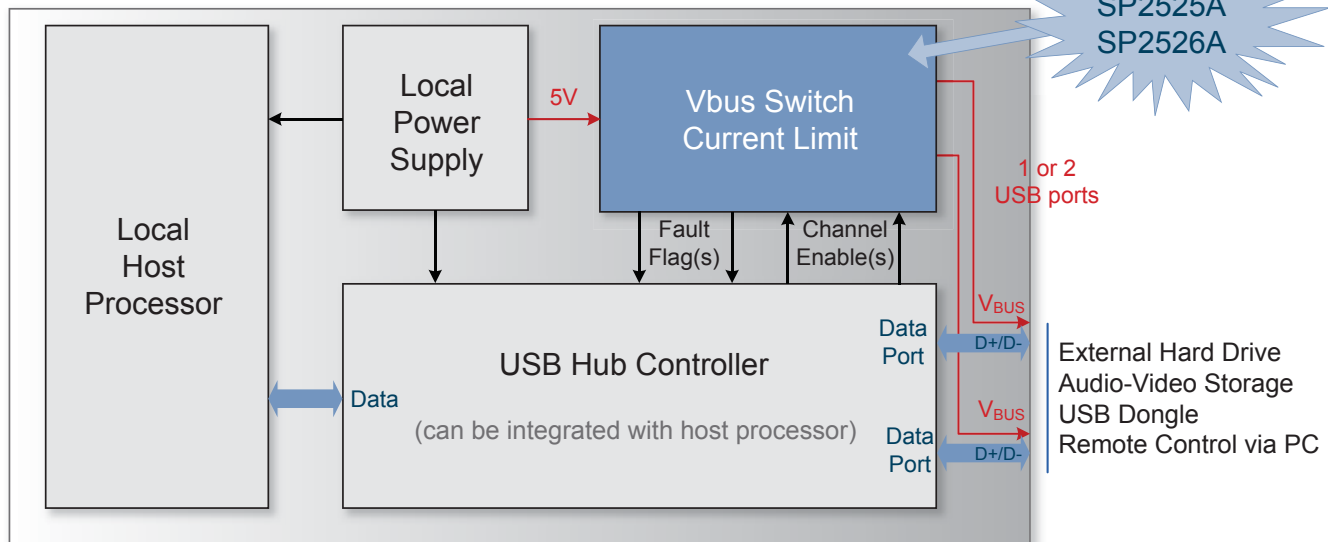 SP2525A
SP2526A
Local
Host
Processor
Local
Power
Supply
5V
Vbus Switch
Current Limit
1 or 2
USB ports
Fault
Flag(s)
Channel
Enable(s)
USB Hub Controller
(can be integrated with host processor)
Data
Data
Port
VBUS
D+/D-
Data
Port
VBUS
D+/D-
External Hard Drive
Audio-Video Storage
USB Dongle
Remote Control via PC